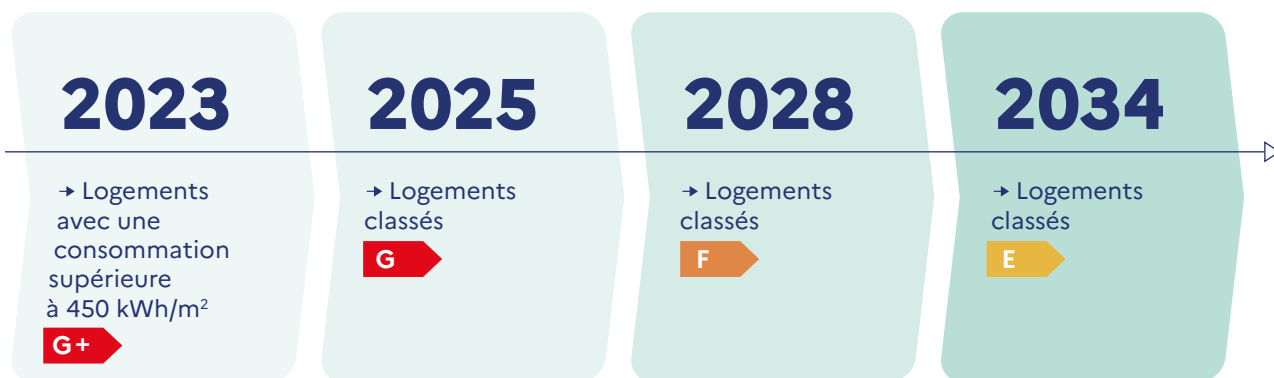 2023
→ Logements
avec une
consommation
supérieure
à 450 kWh/m²
G+
2025
→ Logements
classés
G
2028
→ Logements
classés
F
2034
→ Logements
classés
E